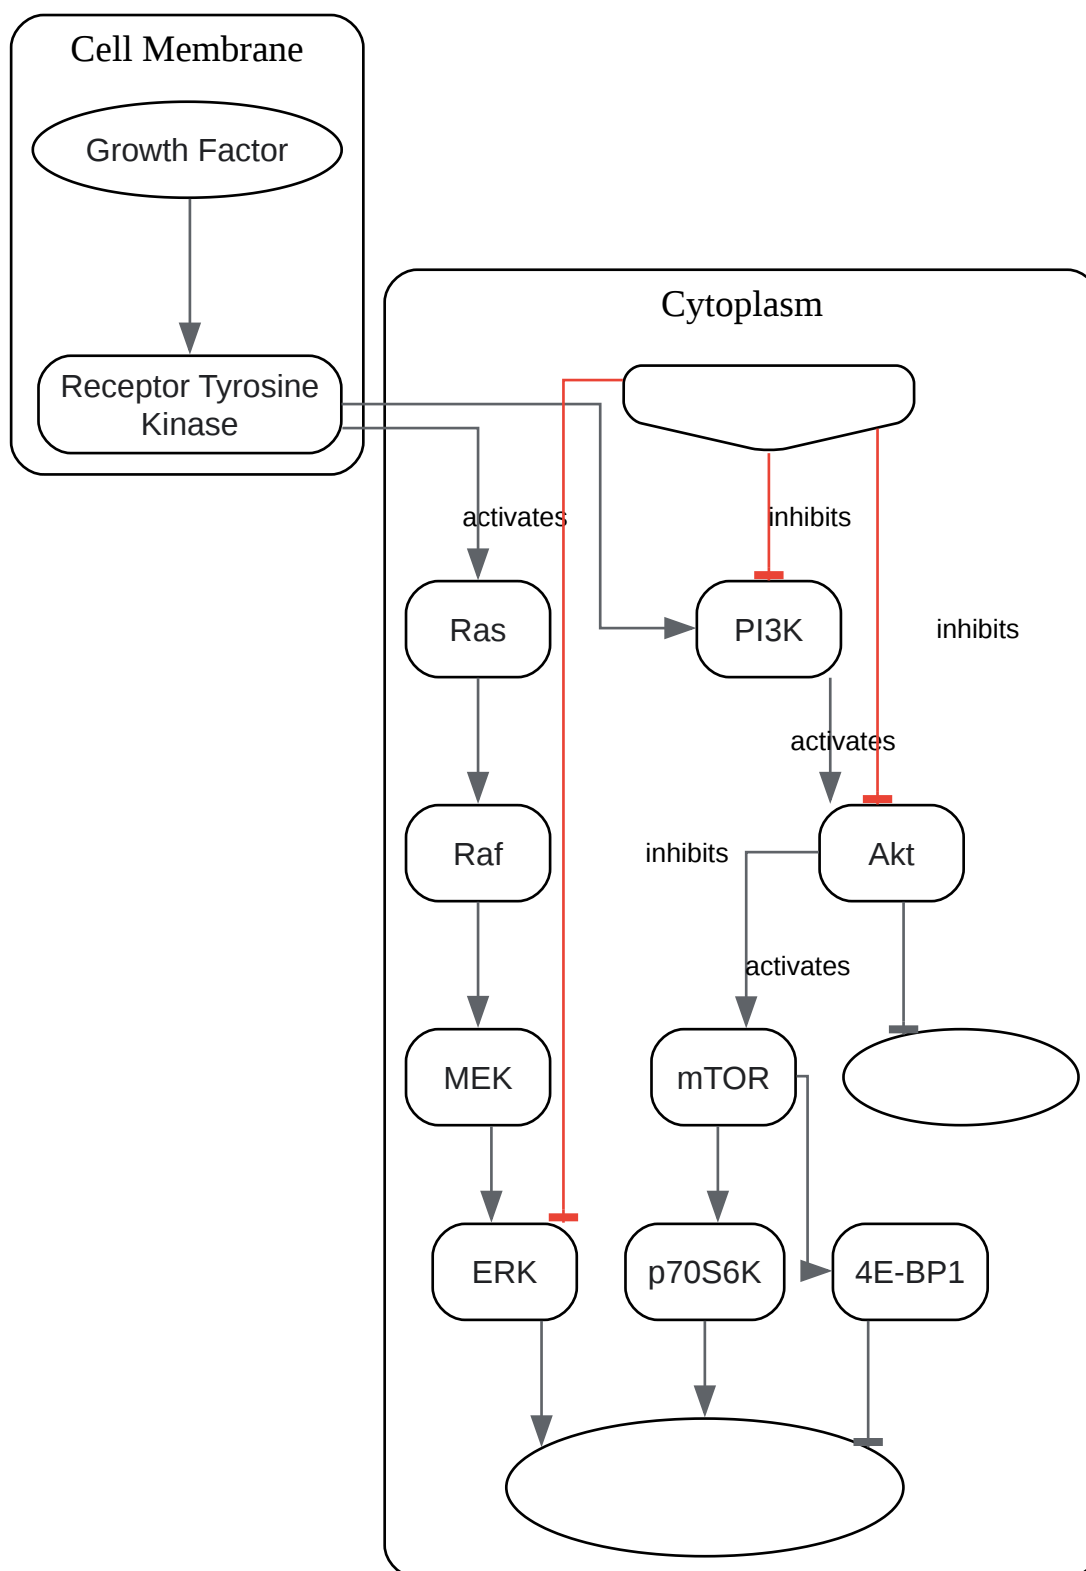 Cell Membrane
Growth Factor
Receptor Tyrosine
Kinase
Cytoplasm
activates
inhibits
Ras
PI3K
inhibits
activates
Raf
inhibits
Akt
activates
MEK
mTOR
ERK
p70S6K
4E-BP1